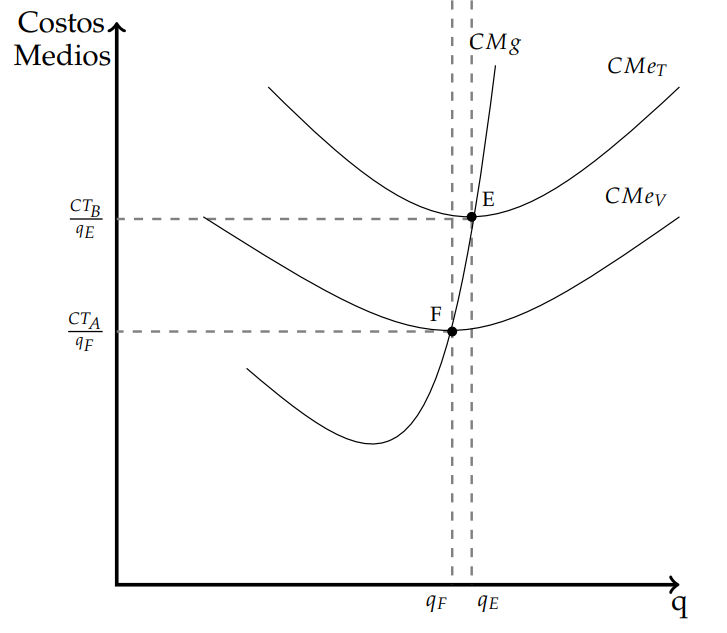 Costos
Medios
CMg
CMe_T
CMe_V
E
CT_B
q_E
F
CT_A
q_F
q_F
q_E
q